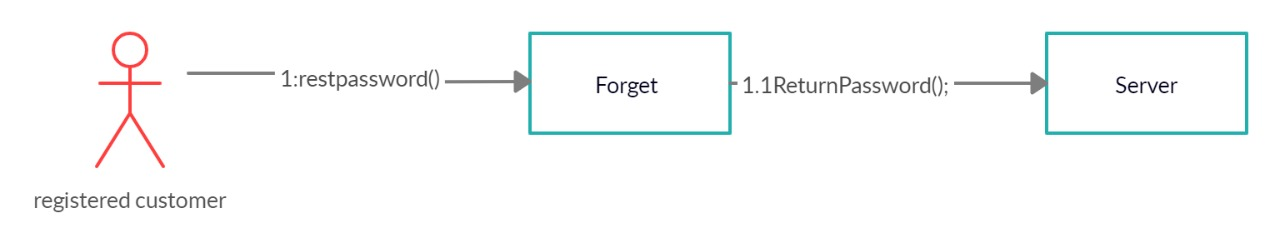 1:restpassword()
Forget
1.1ReturnPassword();
Server
registered customer